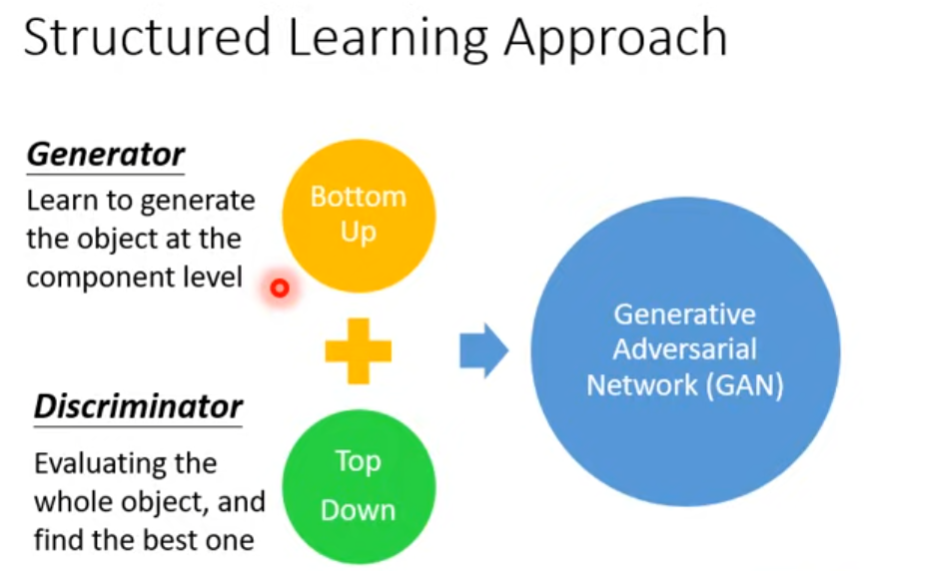 Structured Learning Approach
Generator
Learn to generate
the object at the
component level
Bottom
Up
Discriminator
Evaluating the
whole object, and
find the best one
Top
Down
Generative
Adversarial
Network (GAN)